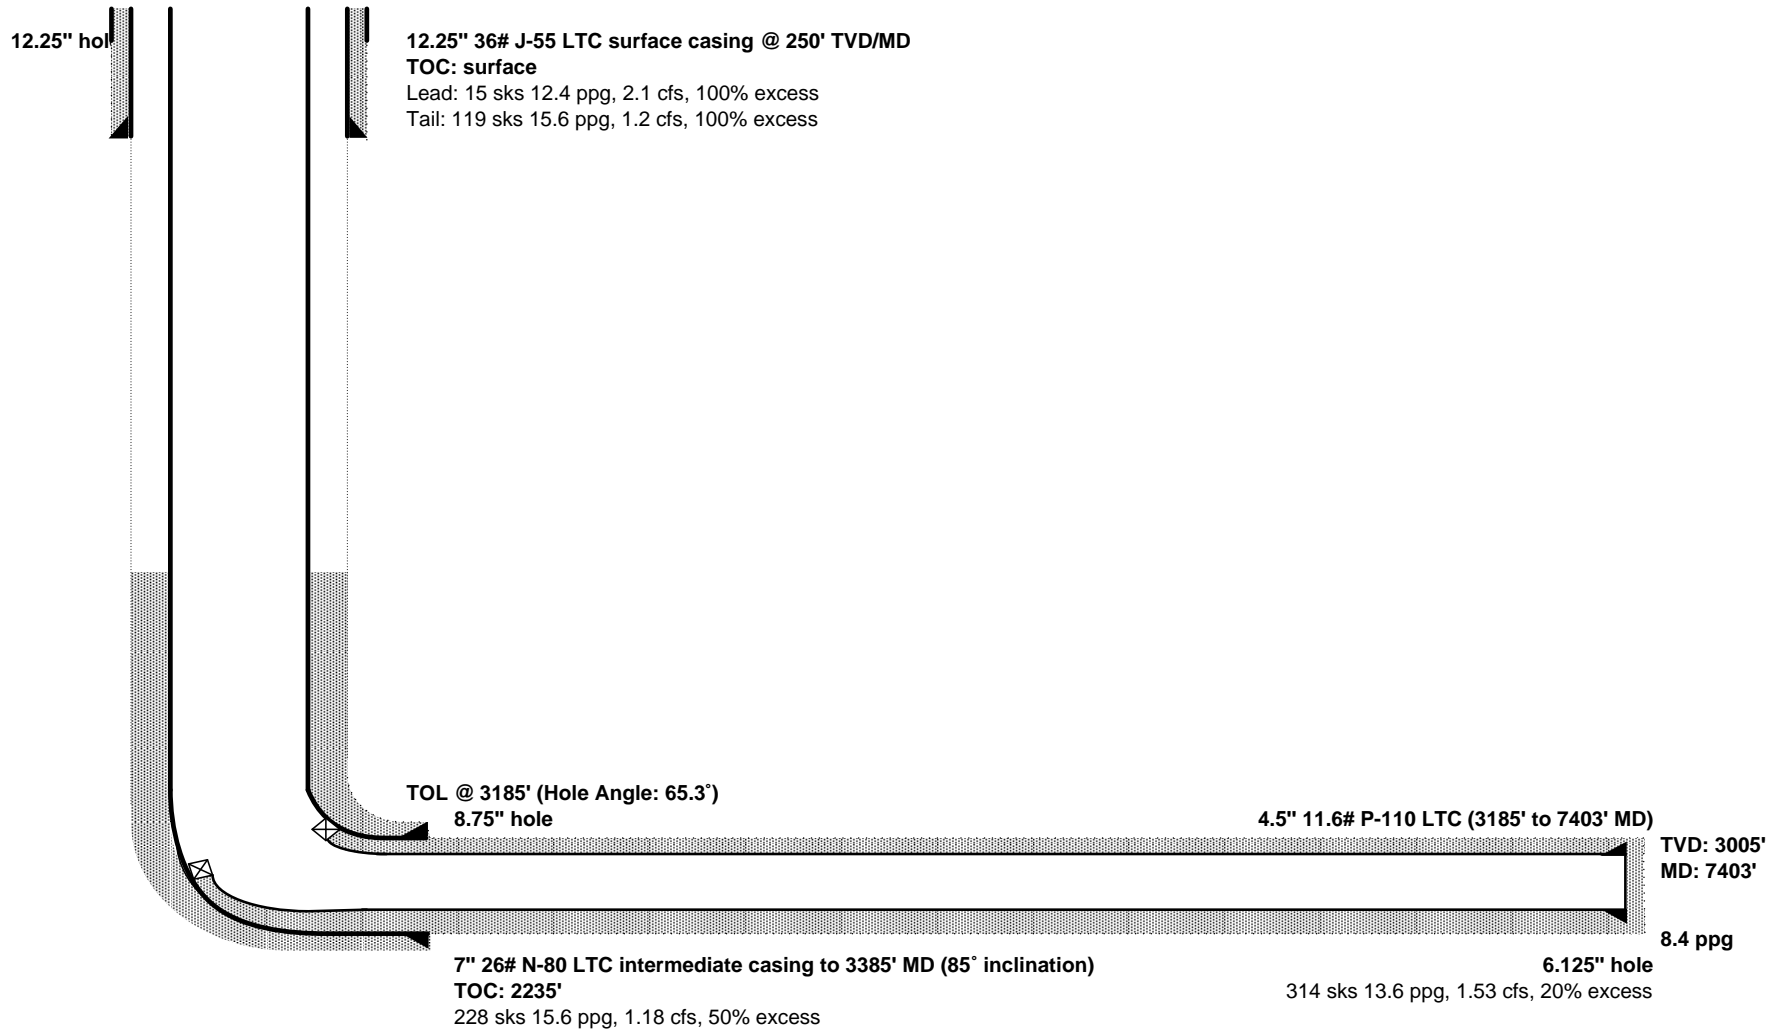 12.25" hol
12.25" 36# J-55 LTC surface casing @ 250' TVD/MD
TOC: surface
Lead: 15 sks 12.4 ppg, 2.1 cfs, 100% excess
Tail: 119 sks 15.6 ppg, 1.2 cfs, 100% excess
TOL @ 3185' (Hole Angle: 65.3˚)
8.75" hole
4.5" 11.6# P-110 LTC (3185' to 7403' MD)
TVD: 3005'
MD: 7403'
8.4 ppg
7" 26# N-80 LTC intermediate casing to 3385' MD (85˚ inclination)
TOC: 2235'
228 sks 15.6 ppg, 1.18 cfs, 50% excess
6.125" hole
314 sks 13.6 ppg, 1.53 cfs, 20% excess